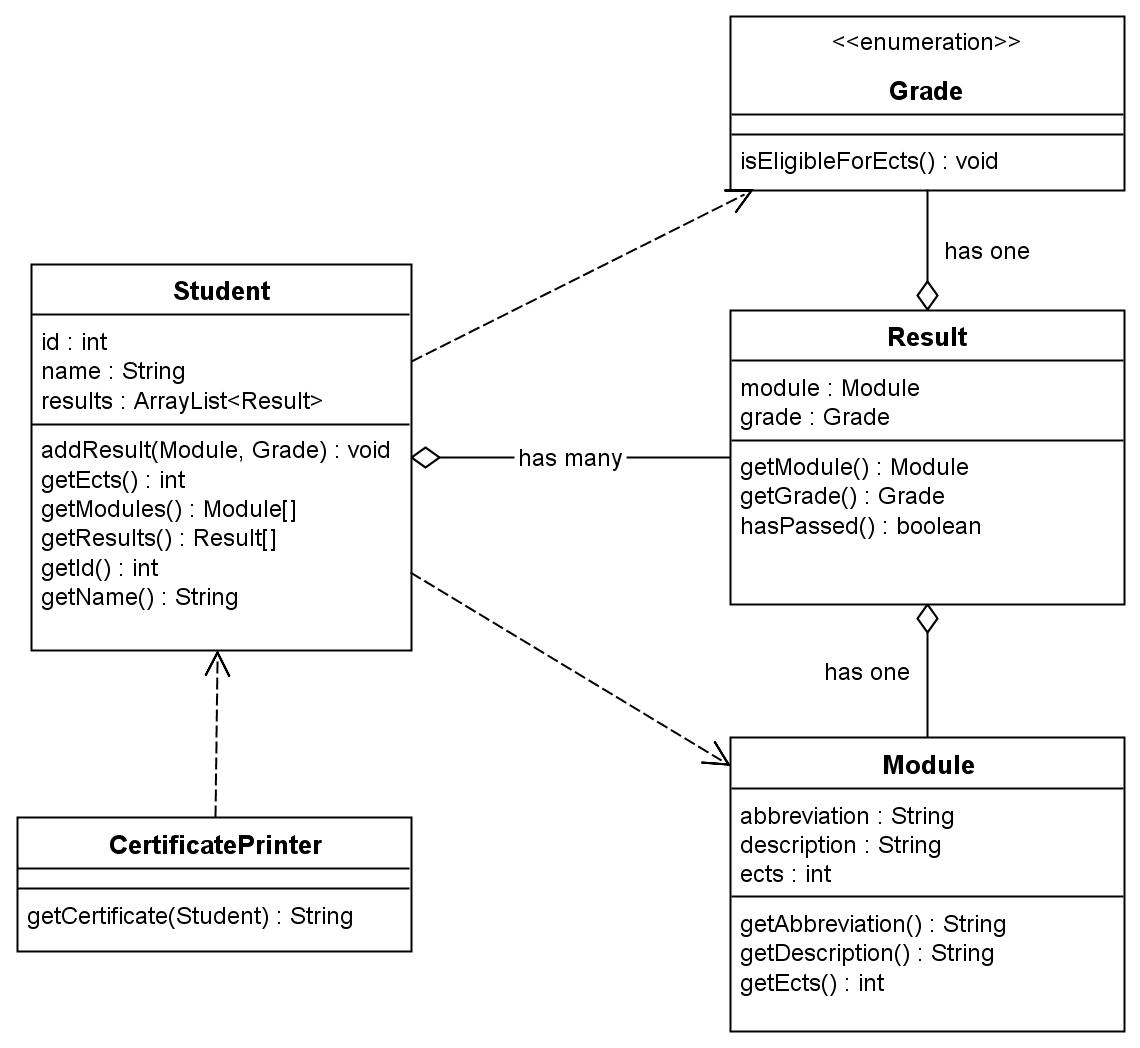 <<enumeration>>
Grade
isEligibleForEcts() : void
has one
Student
id : int
name : String
results : ArrayList<Result>
addResult(Module, Grade) : void
getEcts() : int
getModules() : Module[]
getResults() : Result[]
getId() : int
getName() : String
has many
Result
module : Module
grade : Grade
getModule() : Module
getGrade() : Grade
hasPassed() : boolean
has one
CertificatePrinter
getCertificate(Student) : String
Module
abbreviation : String
description : String
ects : int
getAbbreviation() : String
getDescription() : String
getEcts() : int